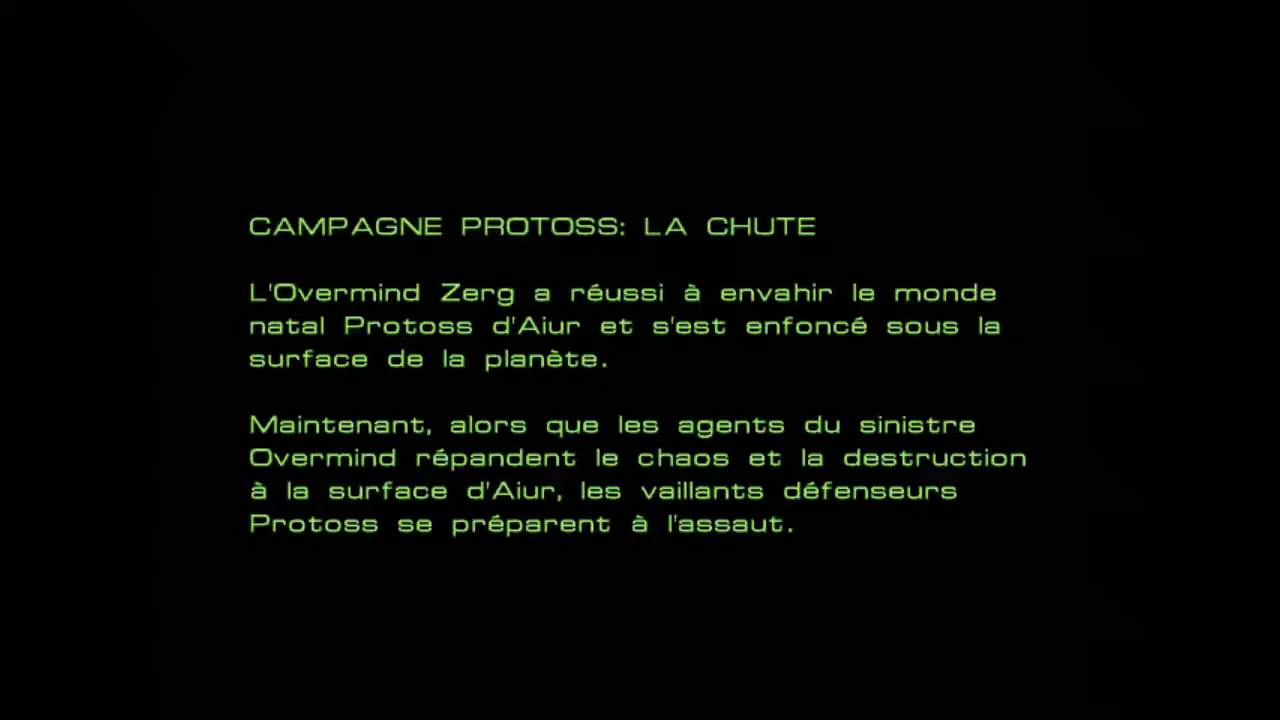 CAMPAGNE PROTOSS: LA CHUTE
L'Overmind Zerg a réussi à envahir le monde
natal Protoss d'Aiur et s'est enfoncé sous la
surface de la planète.
Maintenant, alors que les agents du sinistre
Overmind répandent le chaos et la destruction
à la surface d'Aiur, les vaillants défenseurs
Protoss se préparent à l'assaut.